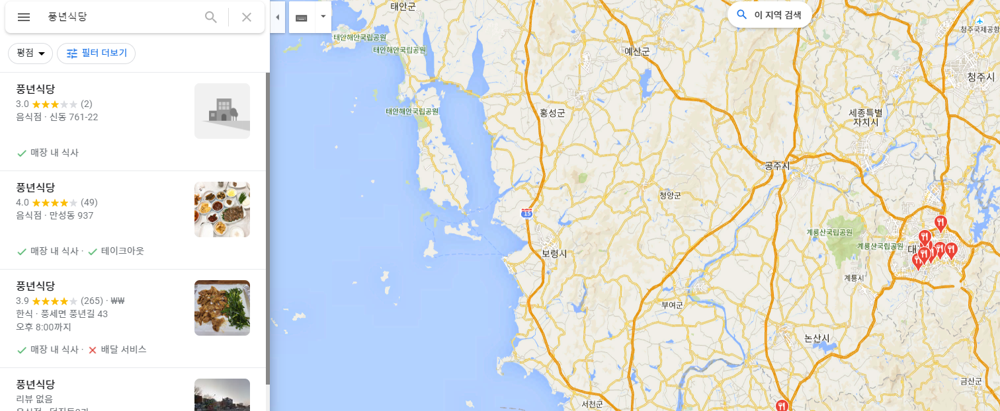 풍년식당
평점
필터 더보기
풍년식당
3.0 (2)
음식점 · 신동 761-22
매장 내 식사
풍년식당
4.0 (49)
음식점 · 만성동 937
매장 내 식사 · 테이크아웃
풍년식당
3.9 (265) · ₩₩
한식 · 풍세면 풍년길 43
오후 8:00까지
매장 내 식사 · 배달 서비스
풍년식당
리뷰 없음
음식점 ·
이 지역 검색
태안군
태안해안국립공원
태안해안국립공원
예산군
청주국제공항
청주시
태안해안국립공원
홍성군
세종특별
자치시
공주시
청양군
15
계룡산국립공원
계룡산국립공원
대
보령시
계룡시
부여군
논산시
금산군
서천군